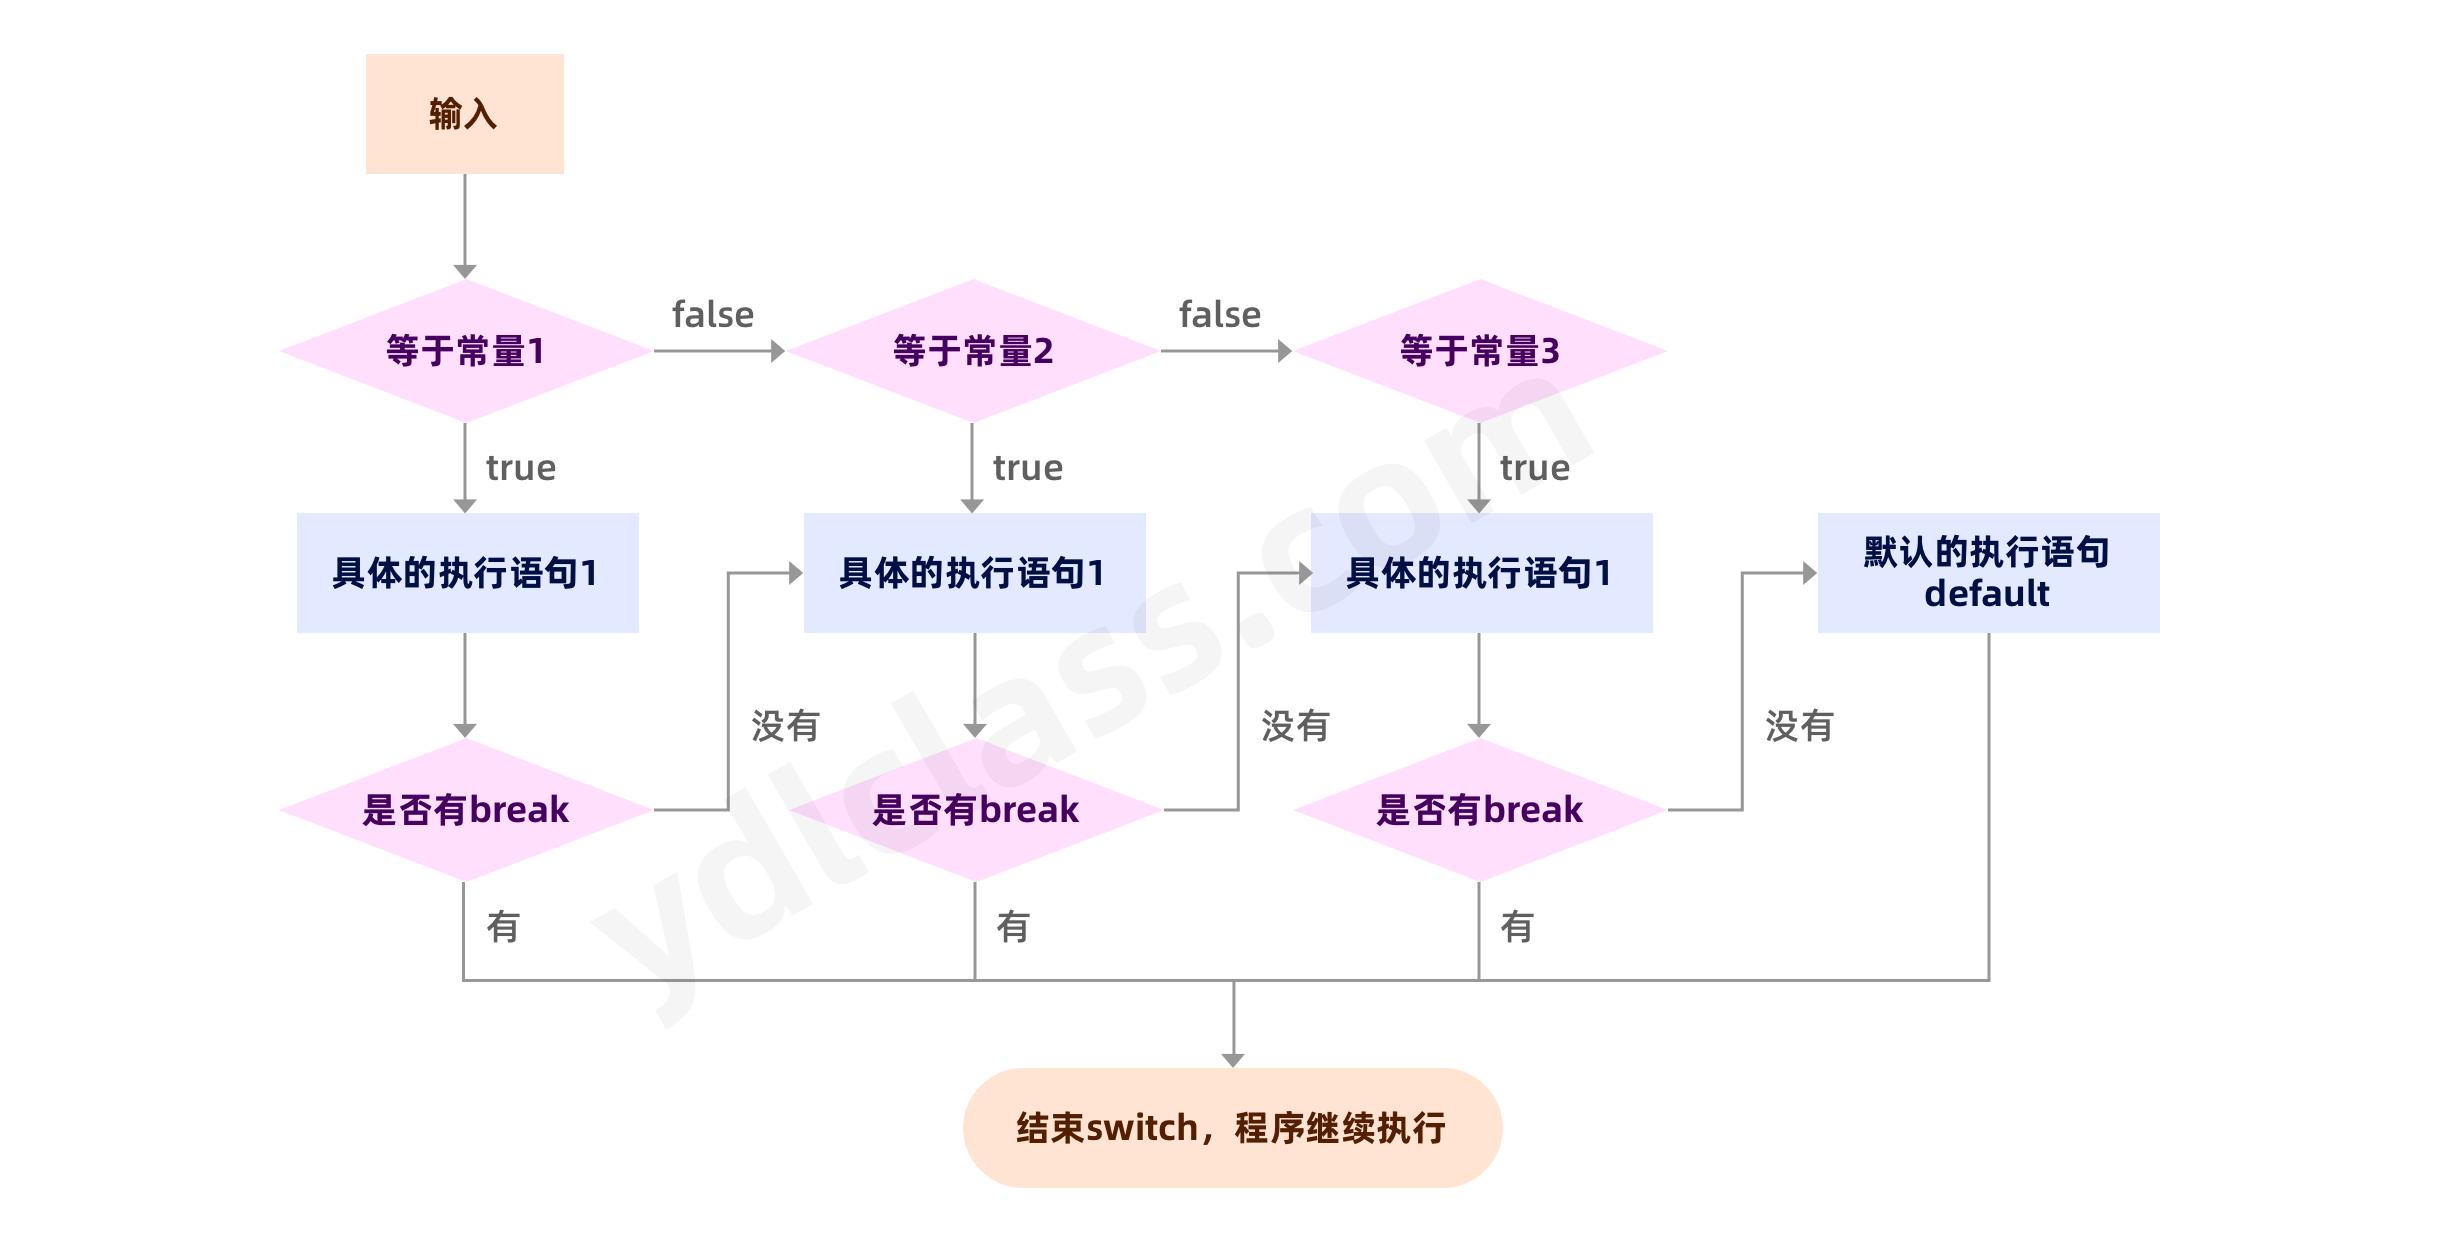 输入
等于常量1
false
等于常量2
false
等于常量3
true
true
true
具体的执行语句1
具体的执行语句1
具体的执行语句1
默认的执行语句
default
没有
没有
没有
是否有break
是否有break
是否有break
有
有
有
结束switch，程序继续执行
ydlclass.com